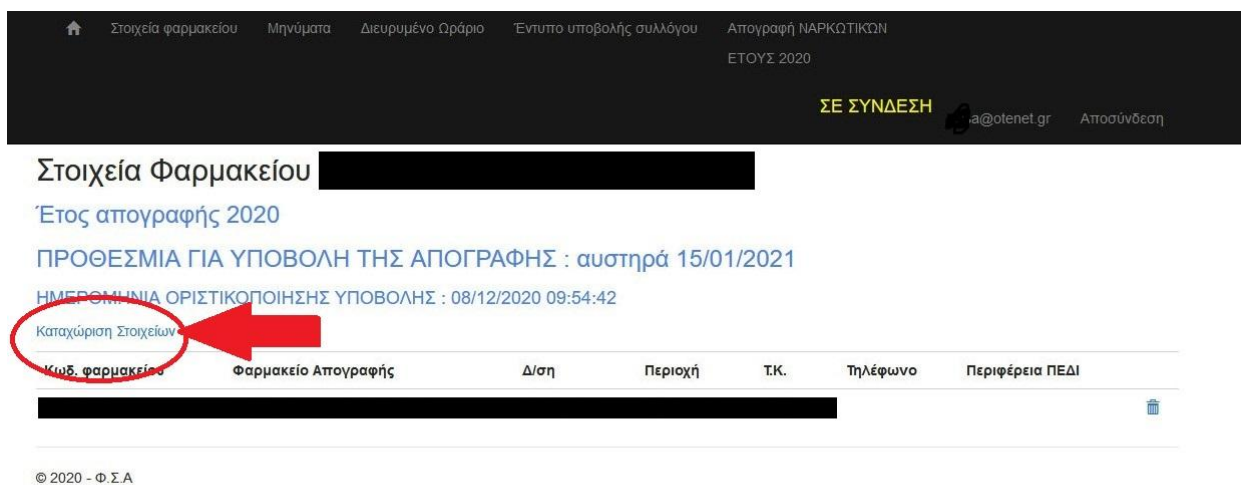 Στοιχεία φαρμακείου Μηνύματα Διευρυμένο Ωράριο Έντυπο υποβολής συλλόγου Απογραφή ΝΑΡΚΩΤΙΚΏΝ
ΕΤΟΥΣ 2020
ΣΕ ΣΥΝΔΕΣΗ a@otenet.gr Αποσύνδεση
Στοιχεία Φαρμακείου
Έτος απογραφής 2020
ΠΡΟΘΕΣΜΙΑ ΓΙΑ ΥΠΟΒΟΛΗ ΤΗΣ ΑΠΟΓΡΑΦΗΣ : αυστηρά 15/01/2021
ΗΜΕΡΟΜΗΝΙΑ ΟΡΙΣΤΙΚΟΠΟΙΗΣΗΣ ΥΠΟΒΟΛΗΣ : 08/12/2020 09:54:42
Καταχώριση Στοιχείων
Κωδ. φαρμακείου Φαρμακείο Απογραφής Δ/ση Περιοχή Τ.Κ. Τηλέφωνο Περιφέρεια ΠΕΔΙ
© 2020 - Φ.Σ.Α